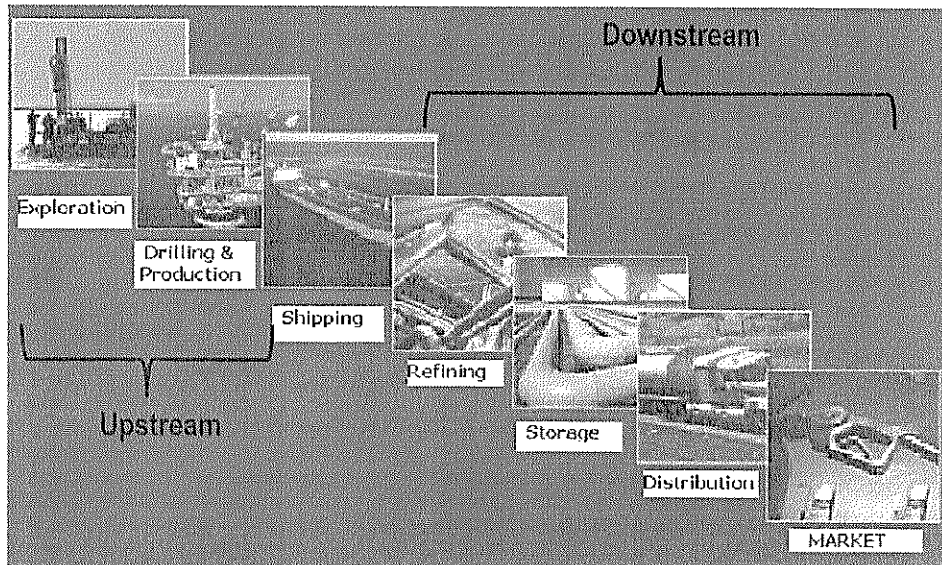 Downstream
Exploration
Drilling &
Production
Shipping
Refining
Upstream
Storage
Distribution
MARKET